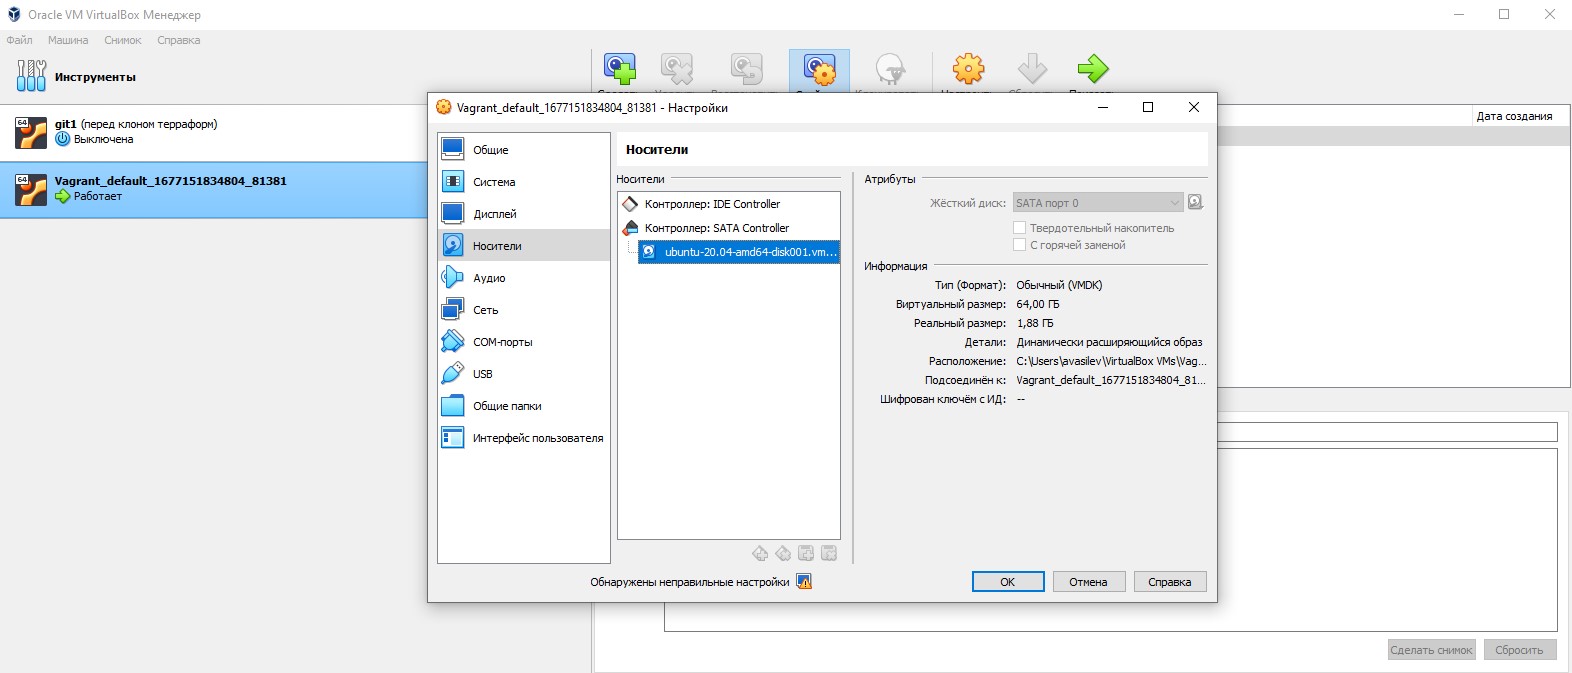 Oracle VM VirtualBox Менеджер
Файл Машина Снимок Справка
Инструменты
git1 (перед клоном терраформ)
Выключена
Vagrant_default_1677151834804_81381
Работает
Дата создания
Vagrant_default_1677151834804_81381 - Настройки
Общие
Система
Дисплей
Носители
Аудио
Сеть
COM-порты
USB
Общие папки
Интерфейс пользователя
Носители
Носители
Контроллер: IDE Controller
Контроллер: SATA Controller
ubuntu-20.04-amd64-disk001.vm...
Атрибуты
Жёсткий диск: SATA порт 0
Твердотельный накопитель
С горячей заменой
Информация
Тип (Формат): Обычный (VMDK)
Виртуальный размер: 64,00 ГБ
Реальный размер: 1,88 ГБ
Детали: Динамически расширяющийся образ
Расположение: C:\Users\avasilev\VirtualBox VMs\Vag...
Подсоединён к: Vagrant_default_1677151834804_81...
Шифрован ключём с ИД: --
Обнаружены неправильные настройки
OK Отмена Справка
Сделать снимок Сбросить